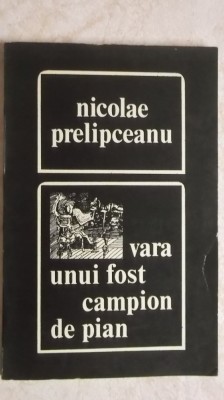 nicolae
prelipceanu
vara
unui fost
campion
de pian